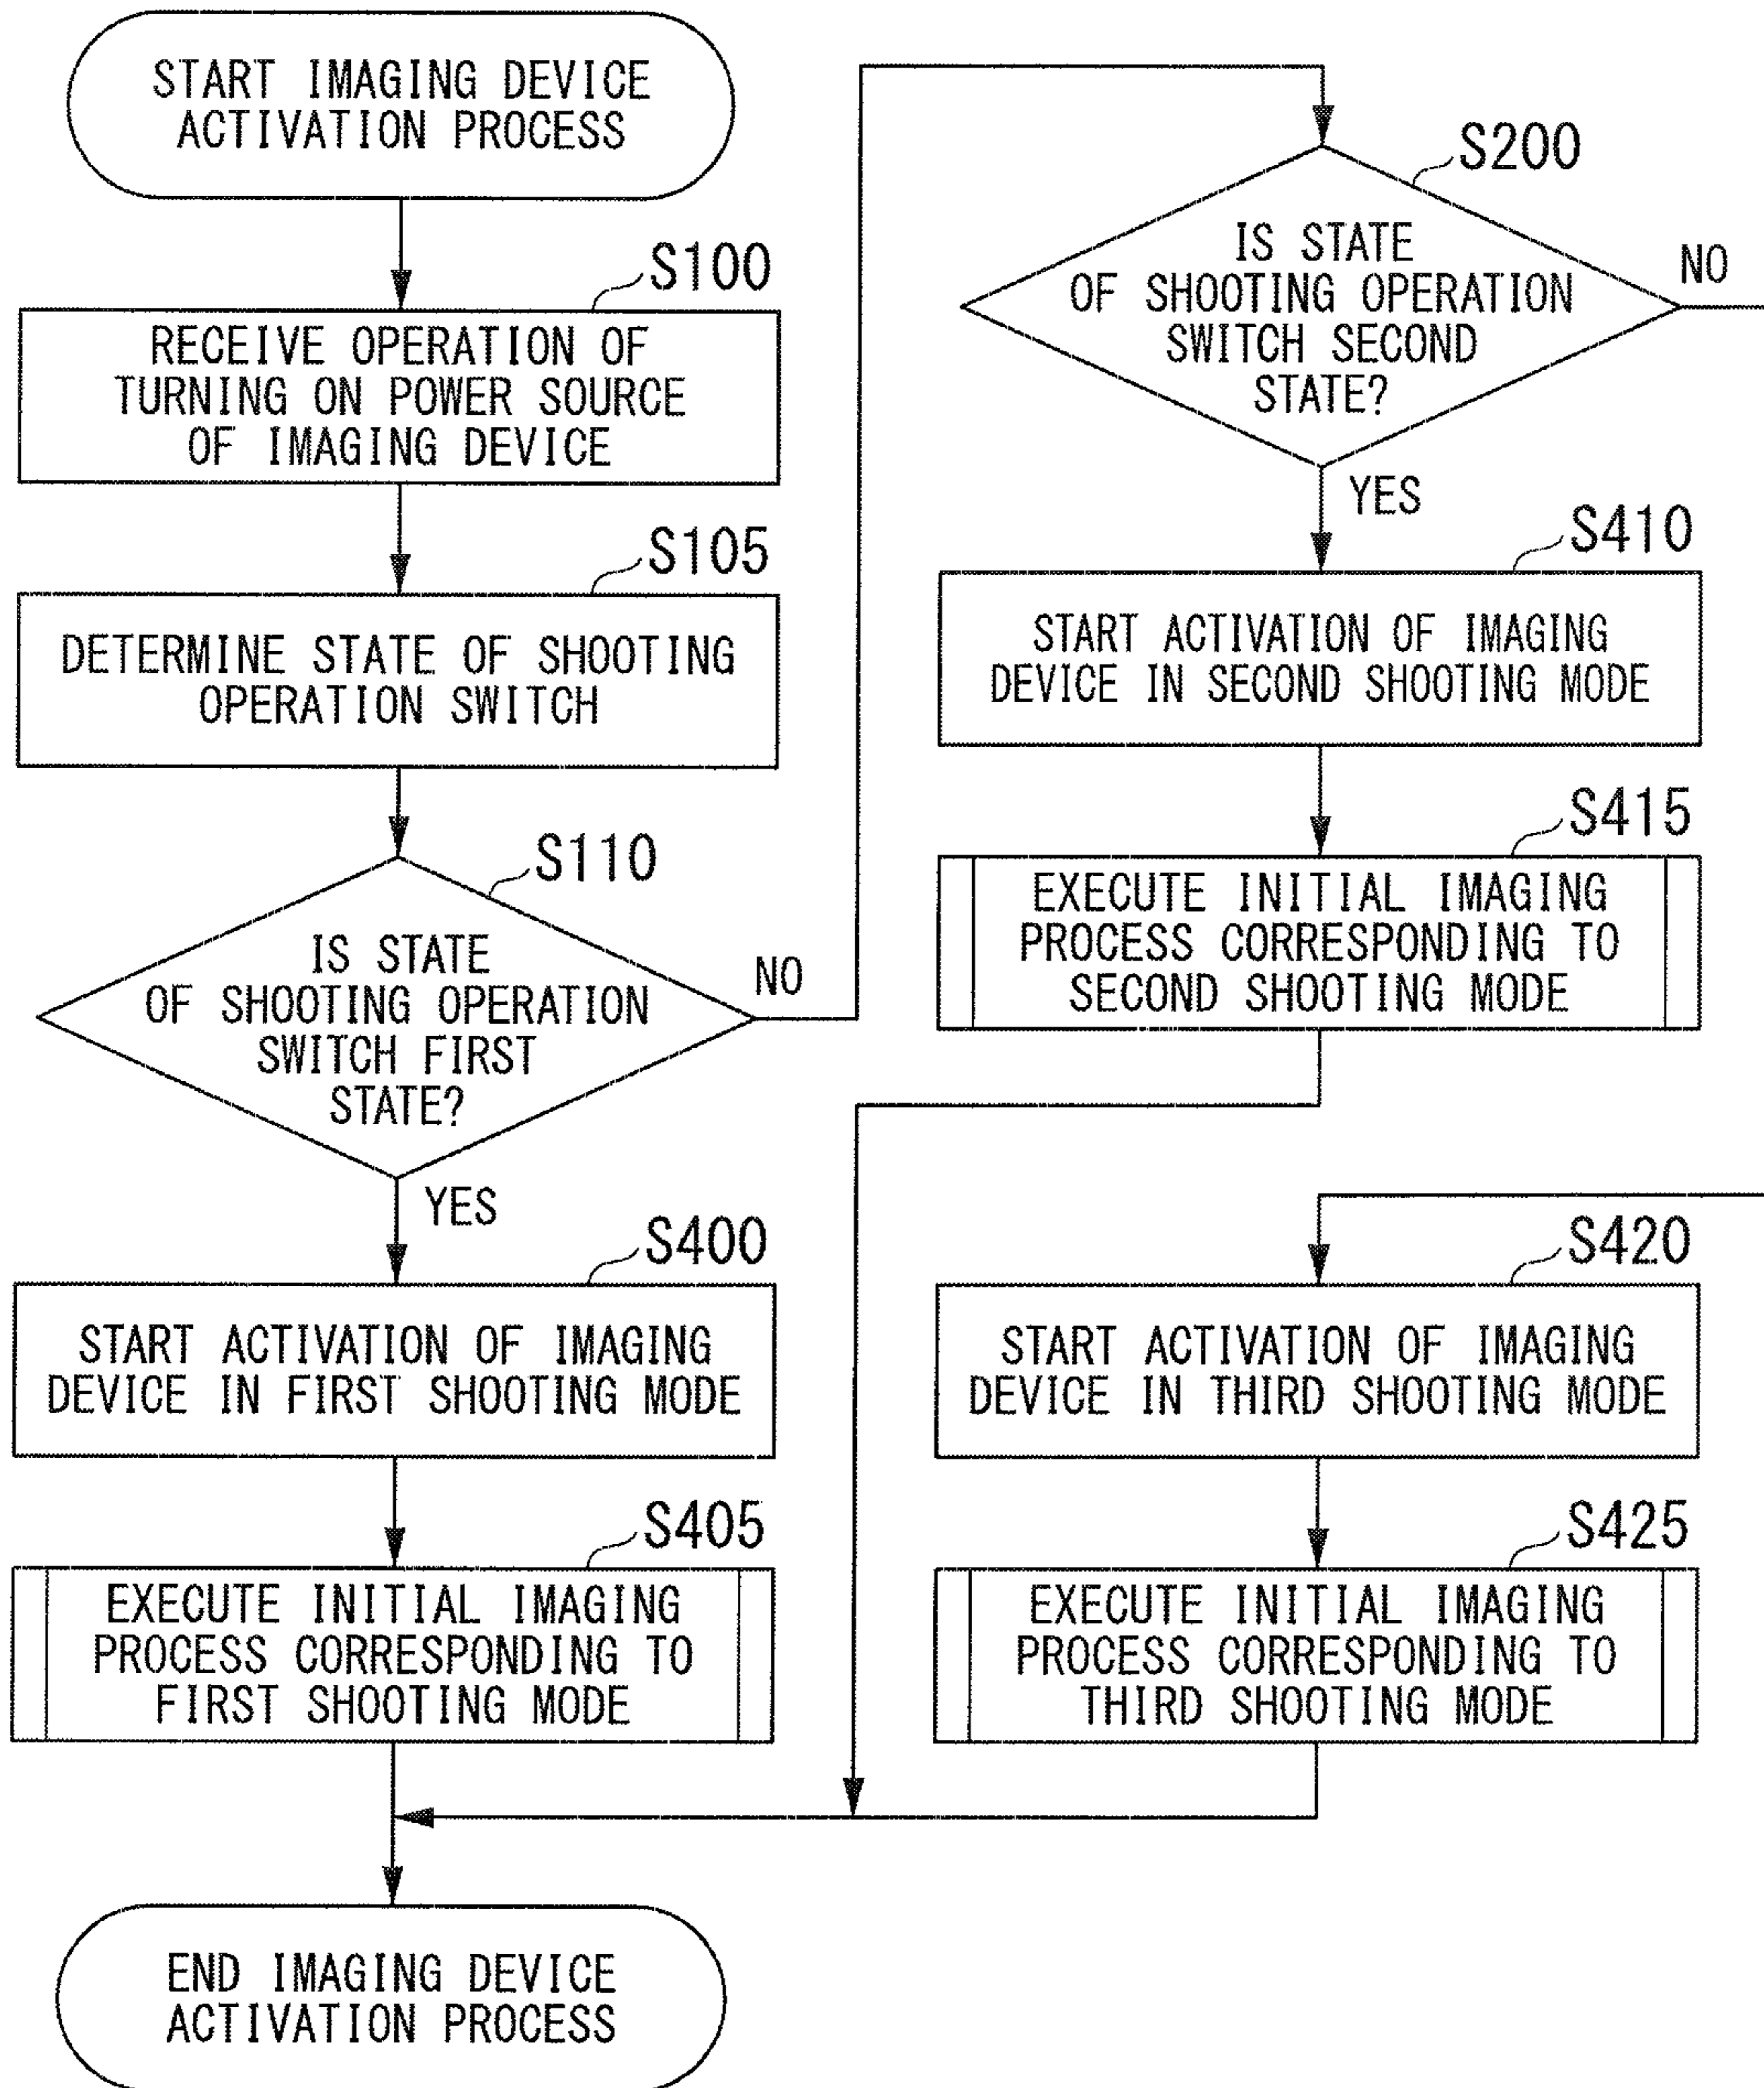 START IMAGING DEVICE
ACTIVATION PROCESS
S100
RECEIVE OPERATION OF
TURNING ON POWER SOURCE
OF IMAGING DEVICE
S105
DETERMINE STATE OF SHOOTING
OPERATION SWITCH
S110
IS STATE
OF SHOOTING OPERATION
SWITCH FIRST
STATE?
NO
YES
S400
START ACTIVATION OF IMAGING
DEVICE IN FIRST SHOOTING MODE
S405
EXECUTE INITIAL IMAGING
PROCESS CORRESPONDING TO
FIRST SHOOTING MODE
END IMAGING DEVICE
ACTIVATION PROCESS
S200
IS STATE
OF SHOOTING OPERATION
SWITCH SECOND
STATE?
NO
YES
S410
START ACTIVATION OF IMAGING
DEVICE IN SECOND SHOOTING MODE
S415
EXECUTE INITIAL IMAGING
PROCESS CORRESPONDING TO
SECOND SHOOTING MODE
S420
START ACTIVATION OF IMAGING
DEVICE IN THIRD SHOOTING MODE
S425
EXECUTE INITIAL IMAGING
PROCESS CORRESPONDING TO
THIRD SHOOTING MODE